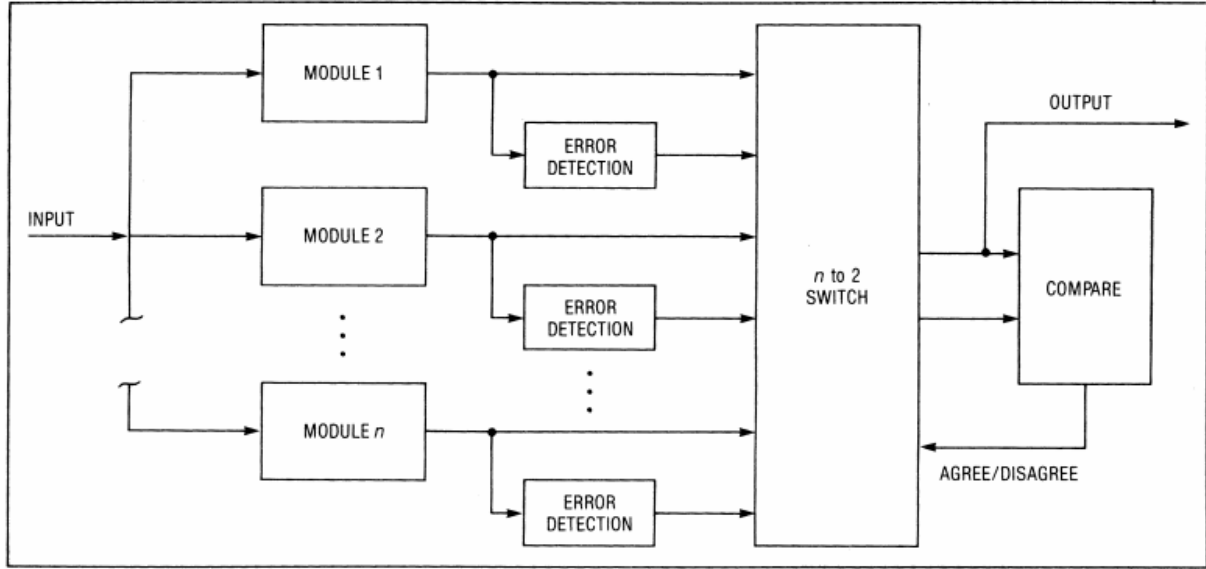 MODULE 1
OUTPUT
ERROR
DETECTION
INPUT
MODULE 2
n to 2
SWITCH
COMPARE
ERROR
DETECTION
MODULE n
AGREE/DISAGREE
ERROR
DETECTION